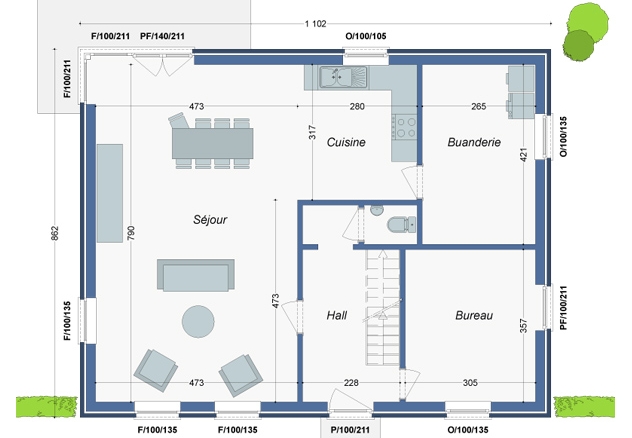 1 102
F/100/211
PF/140/211
O/100/105
F/100/211
473
280
265
317
Cuisine
Buanderie
421
O/100/135
862
790
Séjour
473
F/100/135
Hall
Bureau
357
PF/100/211
473
228
305
F/100/135
F/100/135
P/100/211
O/100/135